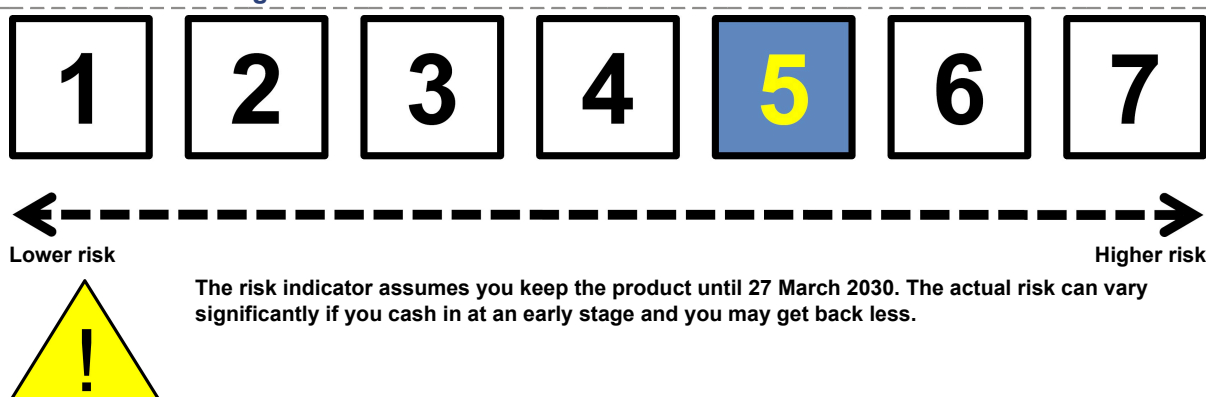 1 2 3 4 5 6 7
Lower risk Higher risk
The risk indicator assumes you keep the product until 27 March 2030. The actual risk can vary
significantly if you cash in at an early stage and you may get back less.
!